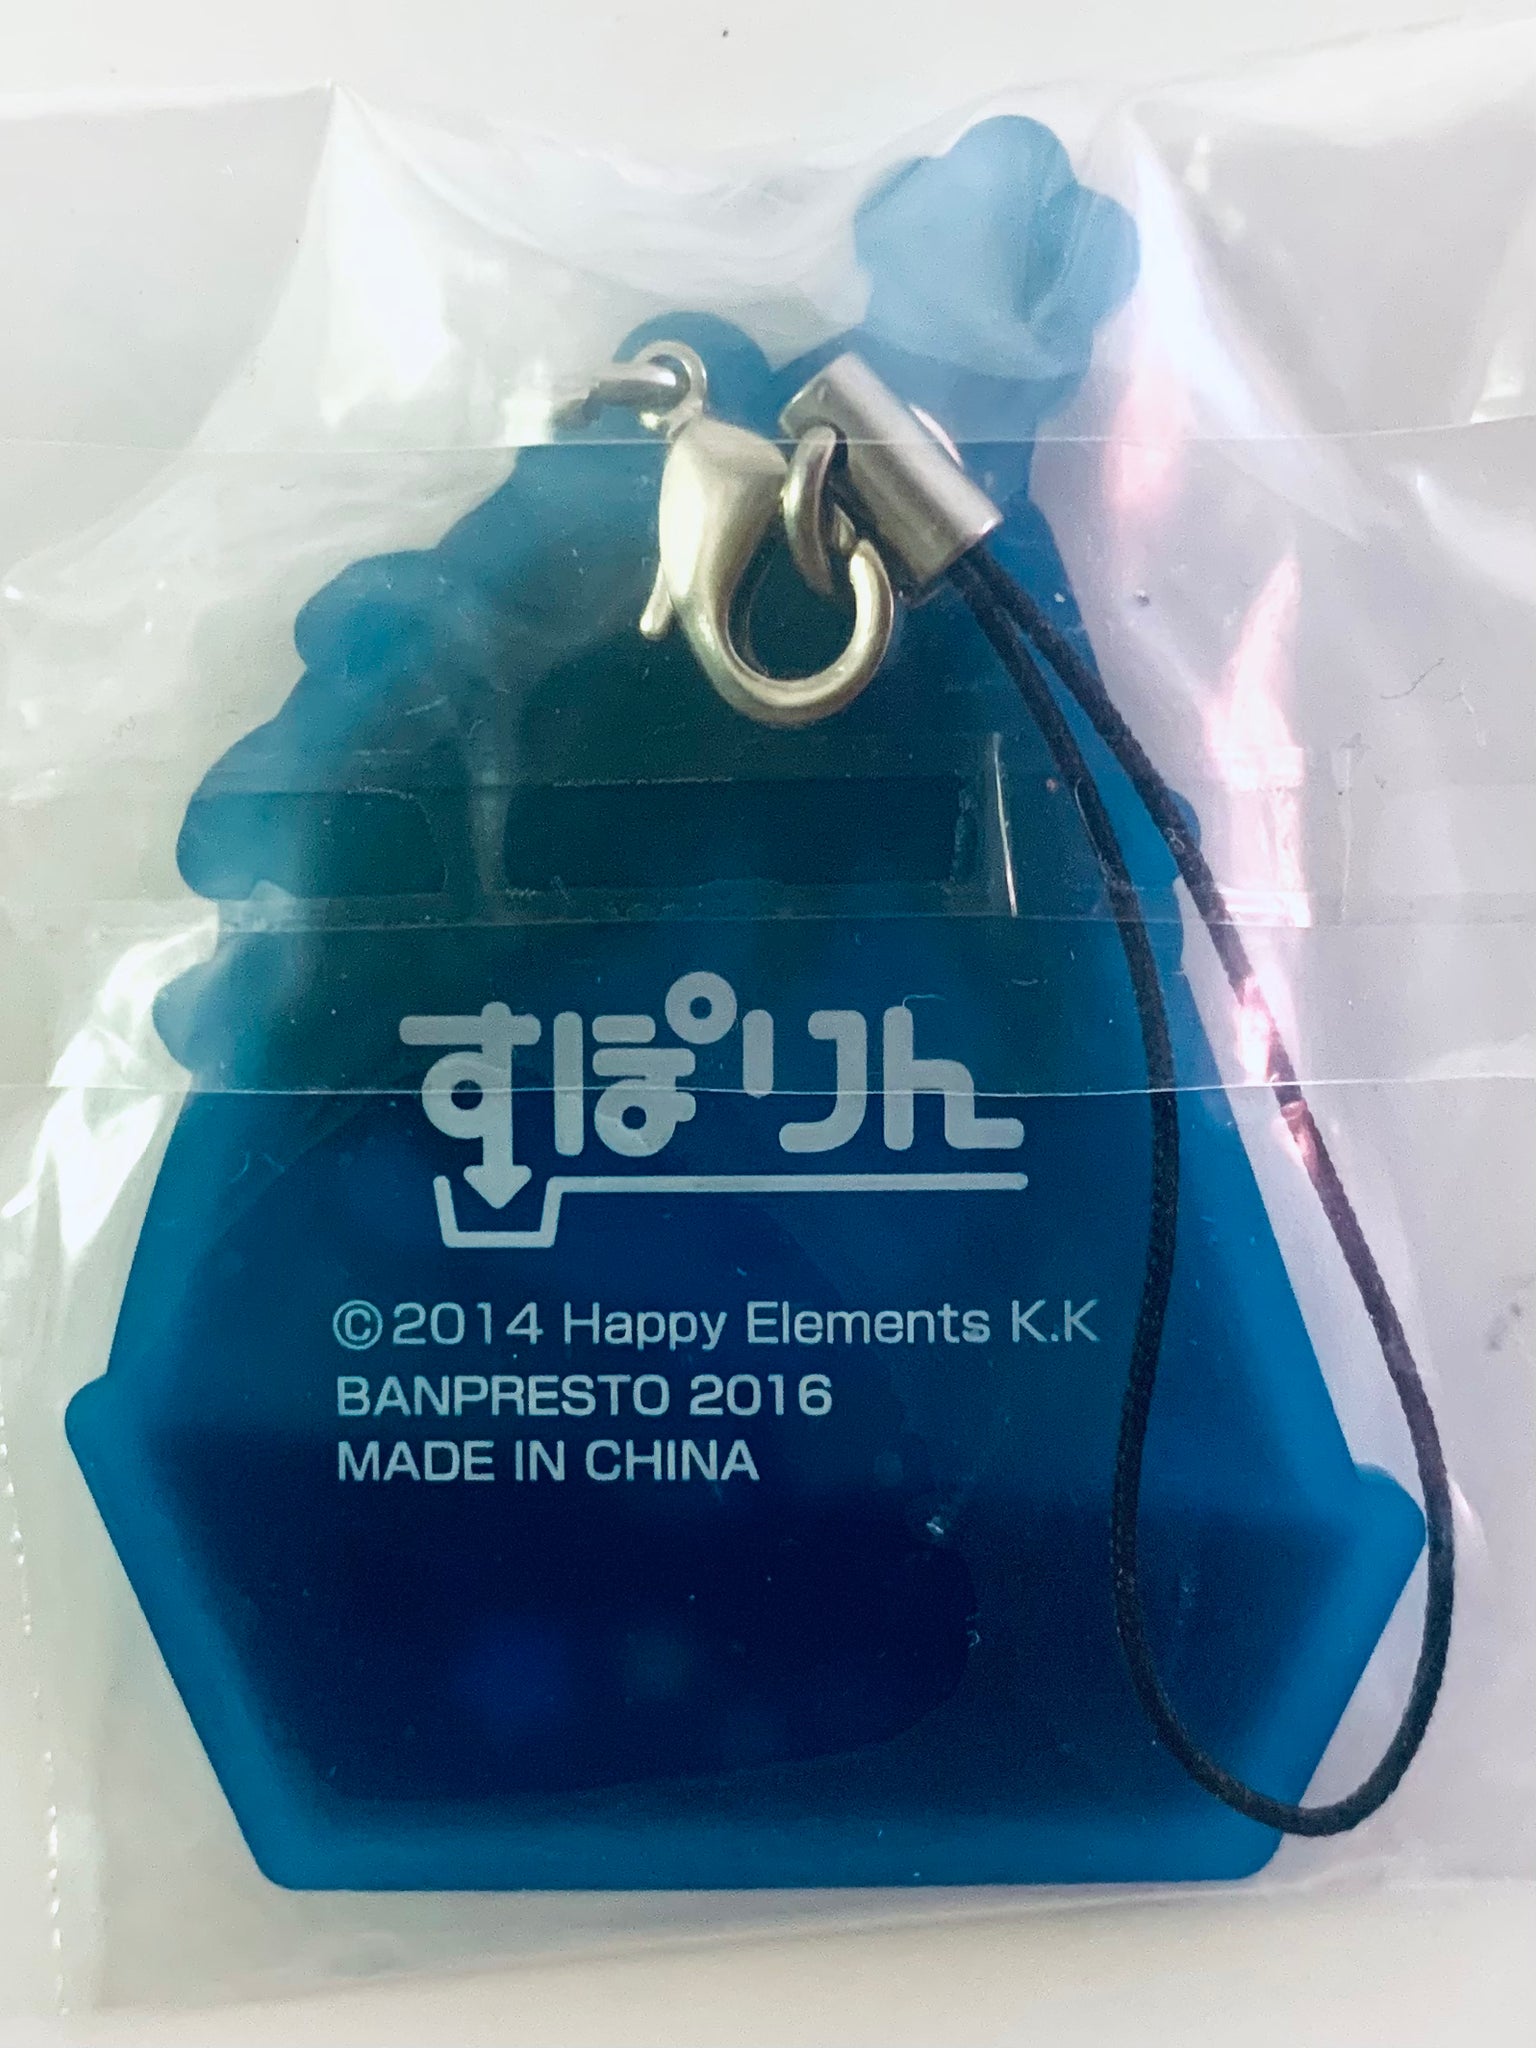 すぽりん
©2014 Happy Elements K.K
BANPRESTO 2016
MADE IN CHINA